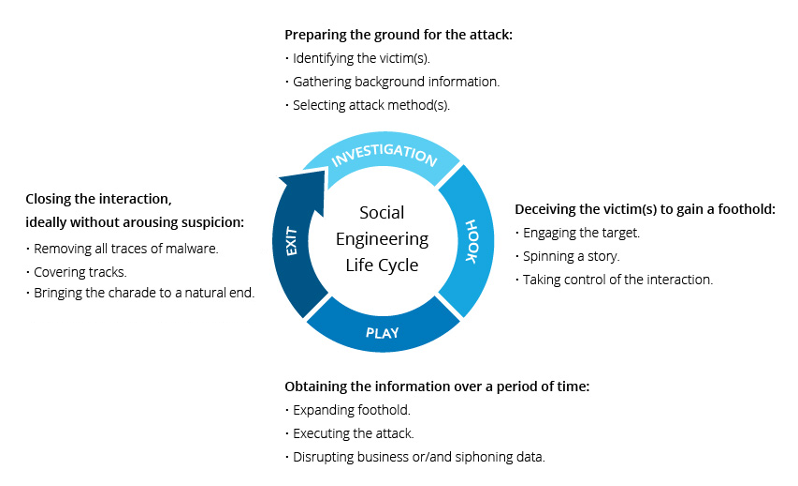 Preparing the ground for the attack:
· Identifying the victim(s).
· Gathering background information.
· Selecting attack method(s).
INVESTIGATION
Closing the interaction,
ideally without arousing suspicion:
· Removing all traces of malware.
· Covering tracks.
· Bringing the charade to a natural end.
EXIT
Social
Engineering
Life Cycle
HOOK
Deceiving the victim(s) to gain a foothold:
· Engaging the target.
· Spinning a story.
· Taking control of the interaction.
PLAY
Obtaining the information over a period of time:
· Expanding foothold.
· Executing the attack.
· Disrupting business or/and siphoning data.